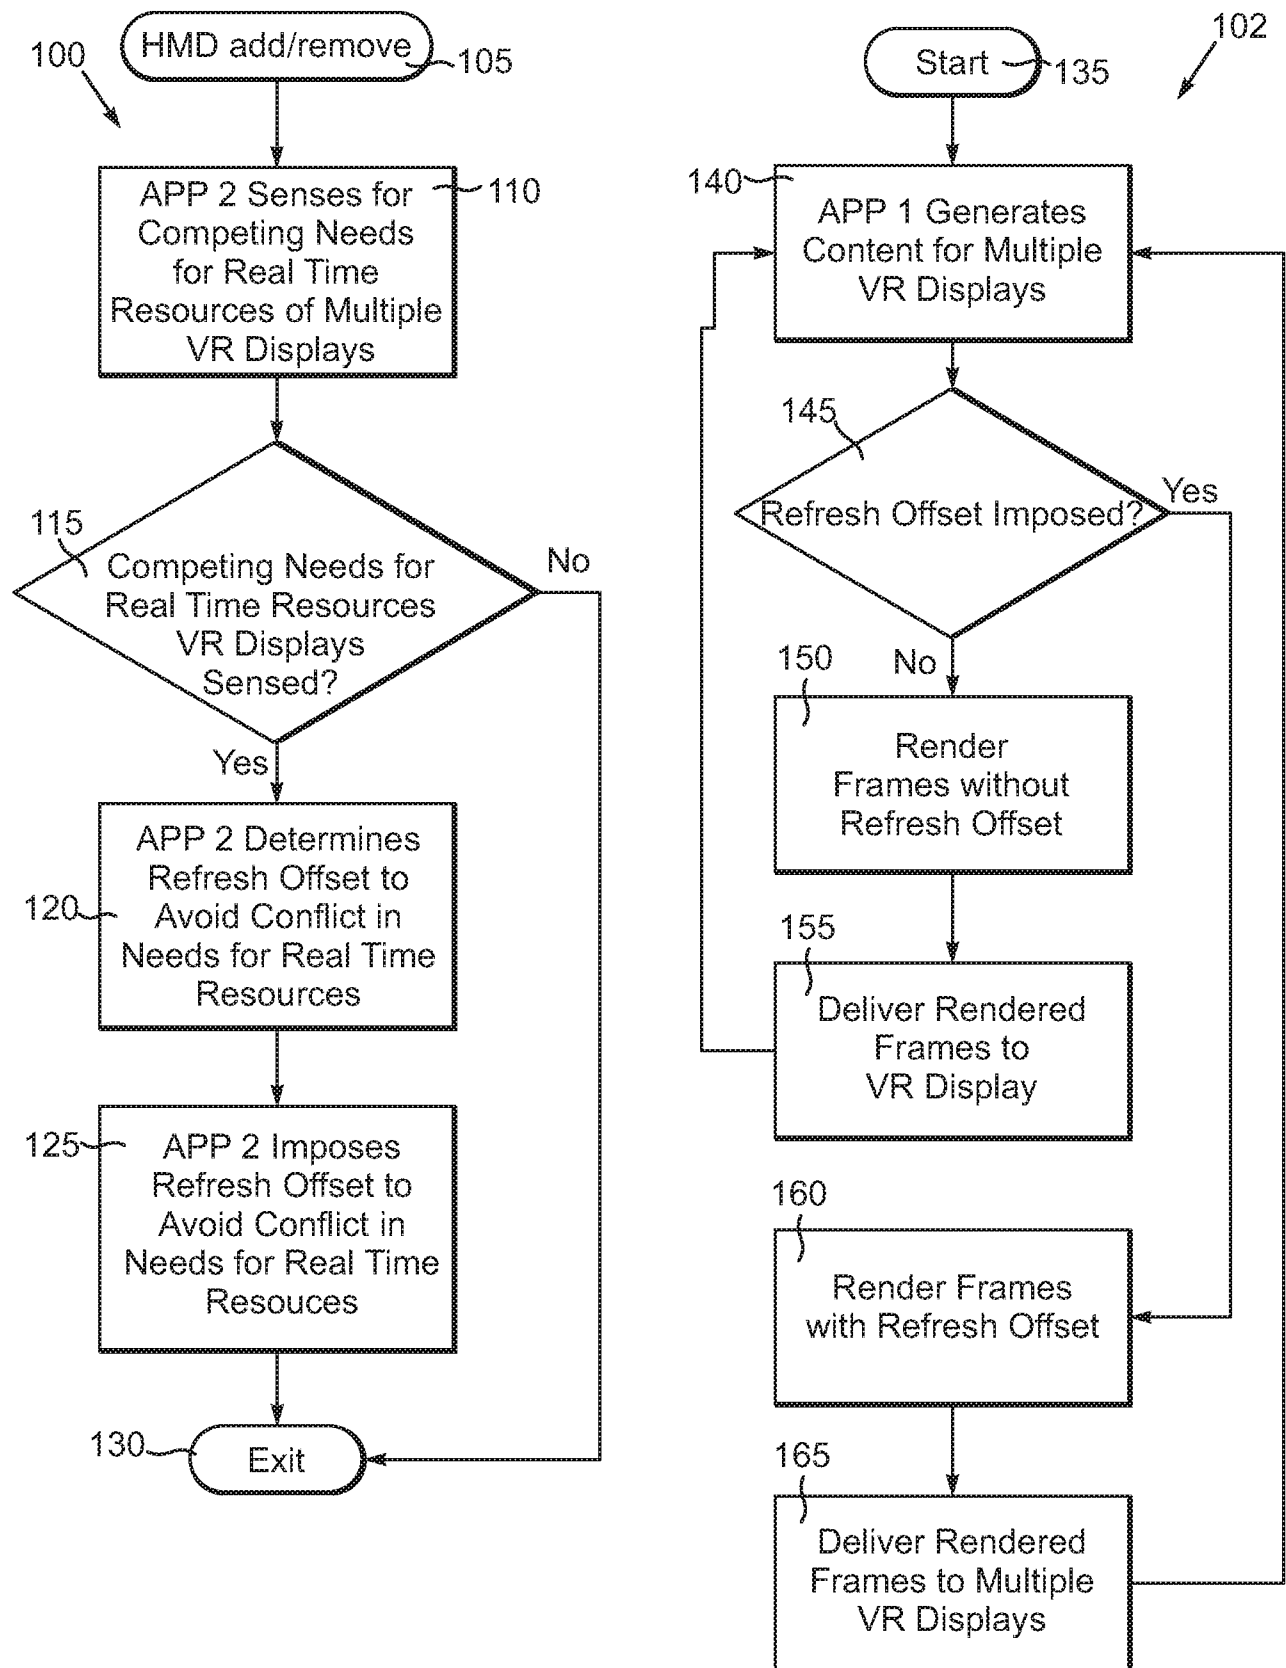 100
HMD add/remove
105
110
APP 2 Senses for
Competing Needs
for Real Time
Resources of Multiple
VR Displays
115
Competing Needs for
Real Time Resources
VR Displays
Sensed?
No
Yes
120
APP 2 Determines
Refresh Offset to
Avoid Conflict in
Needs for Real Time
Resources
125
APP 2 Imposes
Refresh Offset to
Avoid Conflict in
Needs for Real Time
Resouces
130
Exit
102
Start
135
140
APP 1 Generates
Content for Multiple
VR Displays
145
Refresh Offset Imposed?
Yes
No
150
Render
Frames without
Refresh Offset
155
Deliver Rendered
Frames to
VR Display
160
Render Frames
with Refresh Offset
165
Deliver Rendered
Frames to Multiple
VR Displays